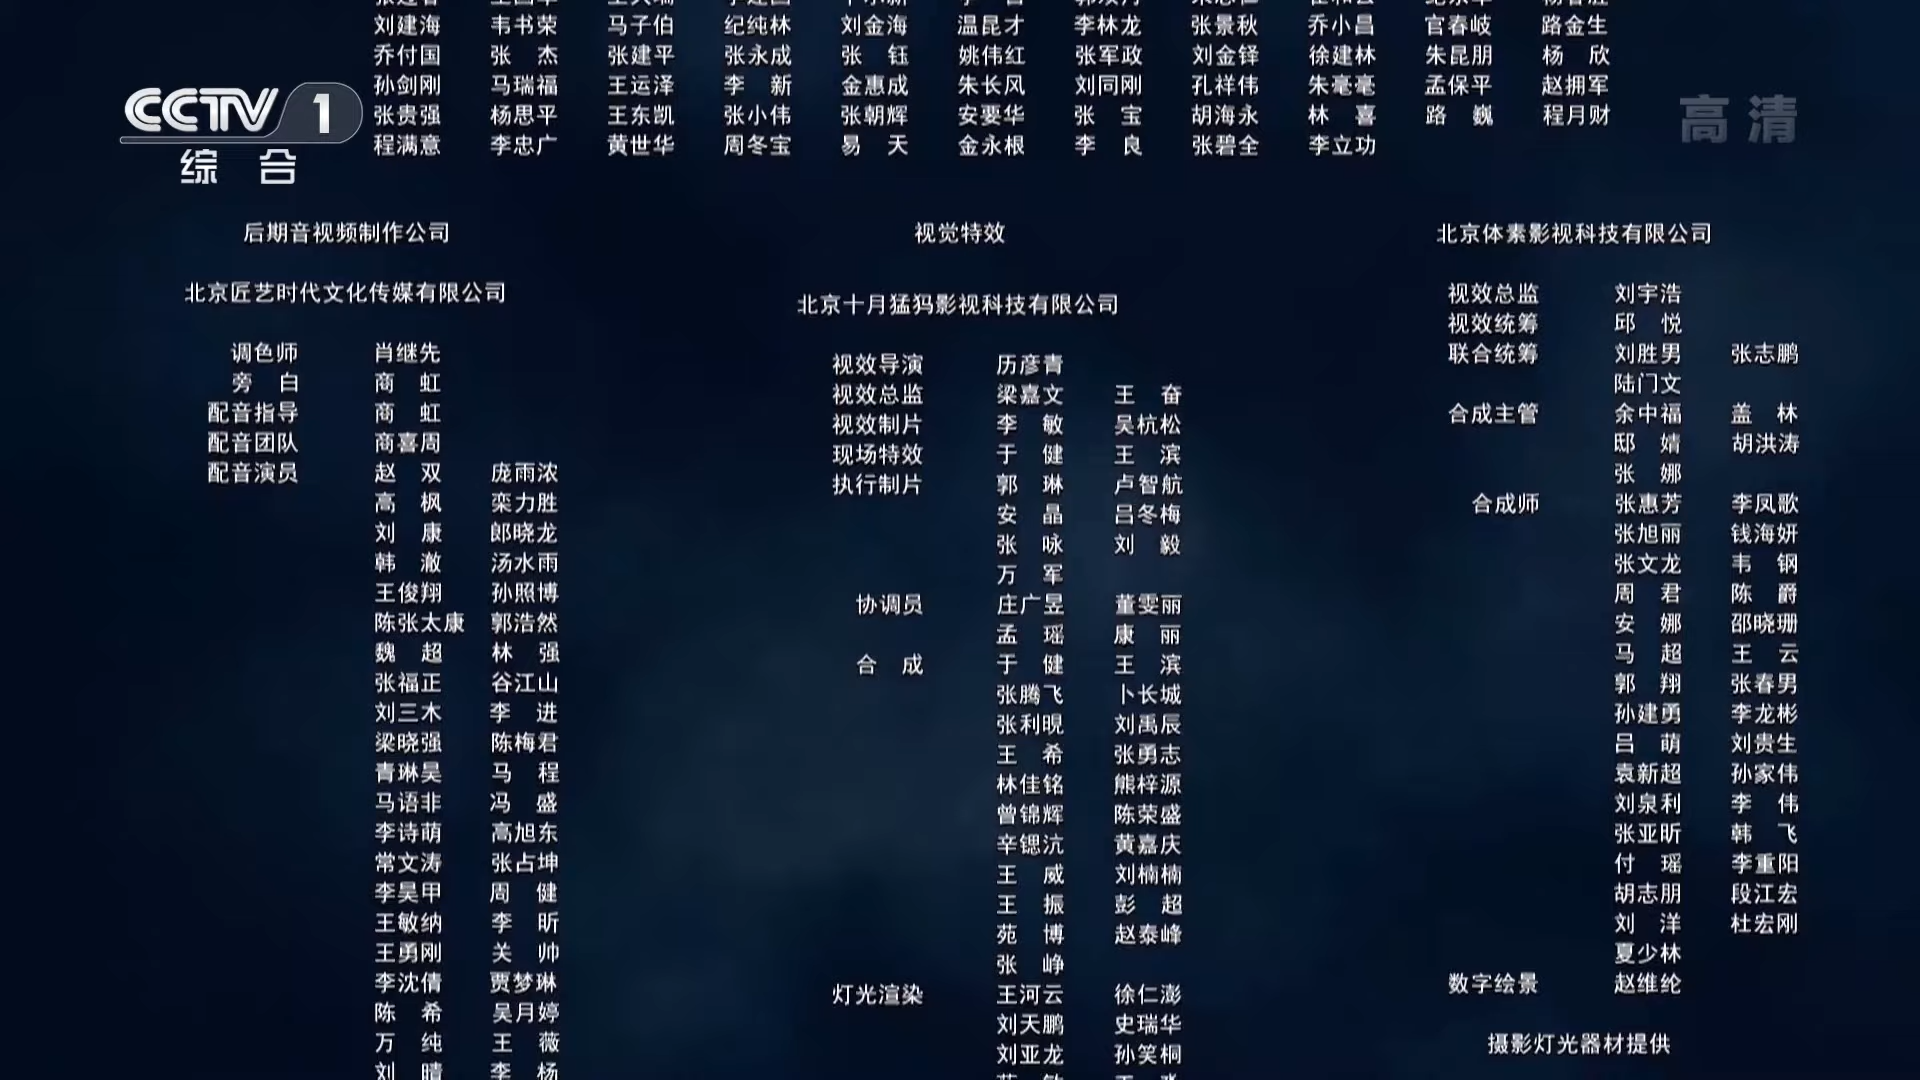 刘建海 韦书荣 马子伯 纪纯林 刘金海 温昆才 李林龙 张景秋 乔小昌 官春岐 路金生
乔付国 张 杰 张建平 张永成 张 钰 姚伟红 张军政 刘金铎 徐建林 朱昆朋 杨 欣
孙剑刚 马瑞福 王运泽 李 新 金惠成 朱长风 刘同刚 孔祥伟 朱毫毫 孟保平 赵拥军
张贵强 杨思平 王东凯 张小伟 张朝辉 安要华 张 宝 胡海永 林 喜 路 巍 程月财
程满意 李忠广 黄世华 周冬宝 易 天 金永根 李 良 张碧全 李立功
CCTV 1
综 合
高 清
后期音视频制作公司
北京匠艺时代文化传媒有限公司
调色师 肖继先
旁 白 商 虹
配音指导 商 虹
配音团队 商喜周
配音演员 赵 双 庞雨浓
高 枫 栾力胜
刘 康 郎晓龙
韩 澈 汤水雨
王俊翔 孙照博
陈张太康 郭浩然
魏 超 林 强
张福正 谷江山
刘三木 李 进
梁晓强 陈梅君
青琳昊 马 程
马语非 冯 盛
李诗萌 高旭东
常文涛 张占坤
李昊甲 周 健
王敏纳 李 昕
王勇刚 关 帅
李沈倩 贾梦琳
陈 希 吴月婷
万 纯 王 薇
刘 晴 李 杨
视觉特效
北京十月猛犸影视科技有限公司
视效导演 历彦青
视效总监 梁嘉文 王 奋
视效制片 李 敏 吴杭松
现场特效 于 健 王 滨
执行制片 郭 琳 卢智航
安 晶 吕冬梅
张 咏 刘 毅
万 军
协调员 庄广昱 董雯丽
孟 瑶 康 丽
合 成 于 健 王 滨
张腾飞 卜长城
张利晛 刘禹辰
王 希 张勇志
林佳铭 熊梓源
曾锦辉 陈荣盛
辛锶沆 黄嘉庆
王 威 刘楠楠
王 振 彭 超
苑 博 赵泰峰
张 峥
灯光渲染 王河云 徐仁澎
刘天鹏 史瑞华
刘亚龙 孙笑桐
北京体素影视科技有限公司
视效总监 刘宇浩
视效统筹 邱 悦
联合统筹 刘胜男 张志鹏
陆门文
合成主管 余中福 盖 林
邸 婧 胡洪涛
张 娜
合成师 张惠芳 李凤歌
张旭丽 钱海妍
张文龙 韦 钢
周 君 陈 爵
安 娜 邵晓珊
马 超 王 云
郭 翔 张春男
孙建勇 李龙彬
吕 萌 刘贵生
袁新超 孙家伟
刘泉利 李 伟
张亚昕 韩 飞
付 瑶 李重阳
胡志朋 段江宏
刘 洋 杜宏刚
夏少林
数字绘景 赵维纶
摄影灯光器材提供